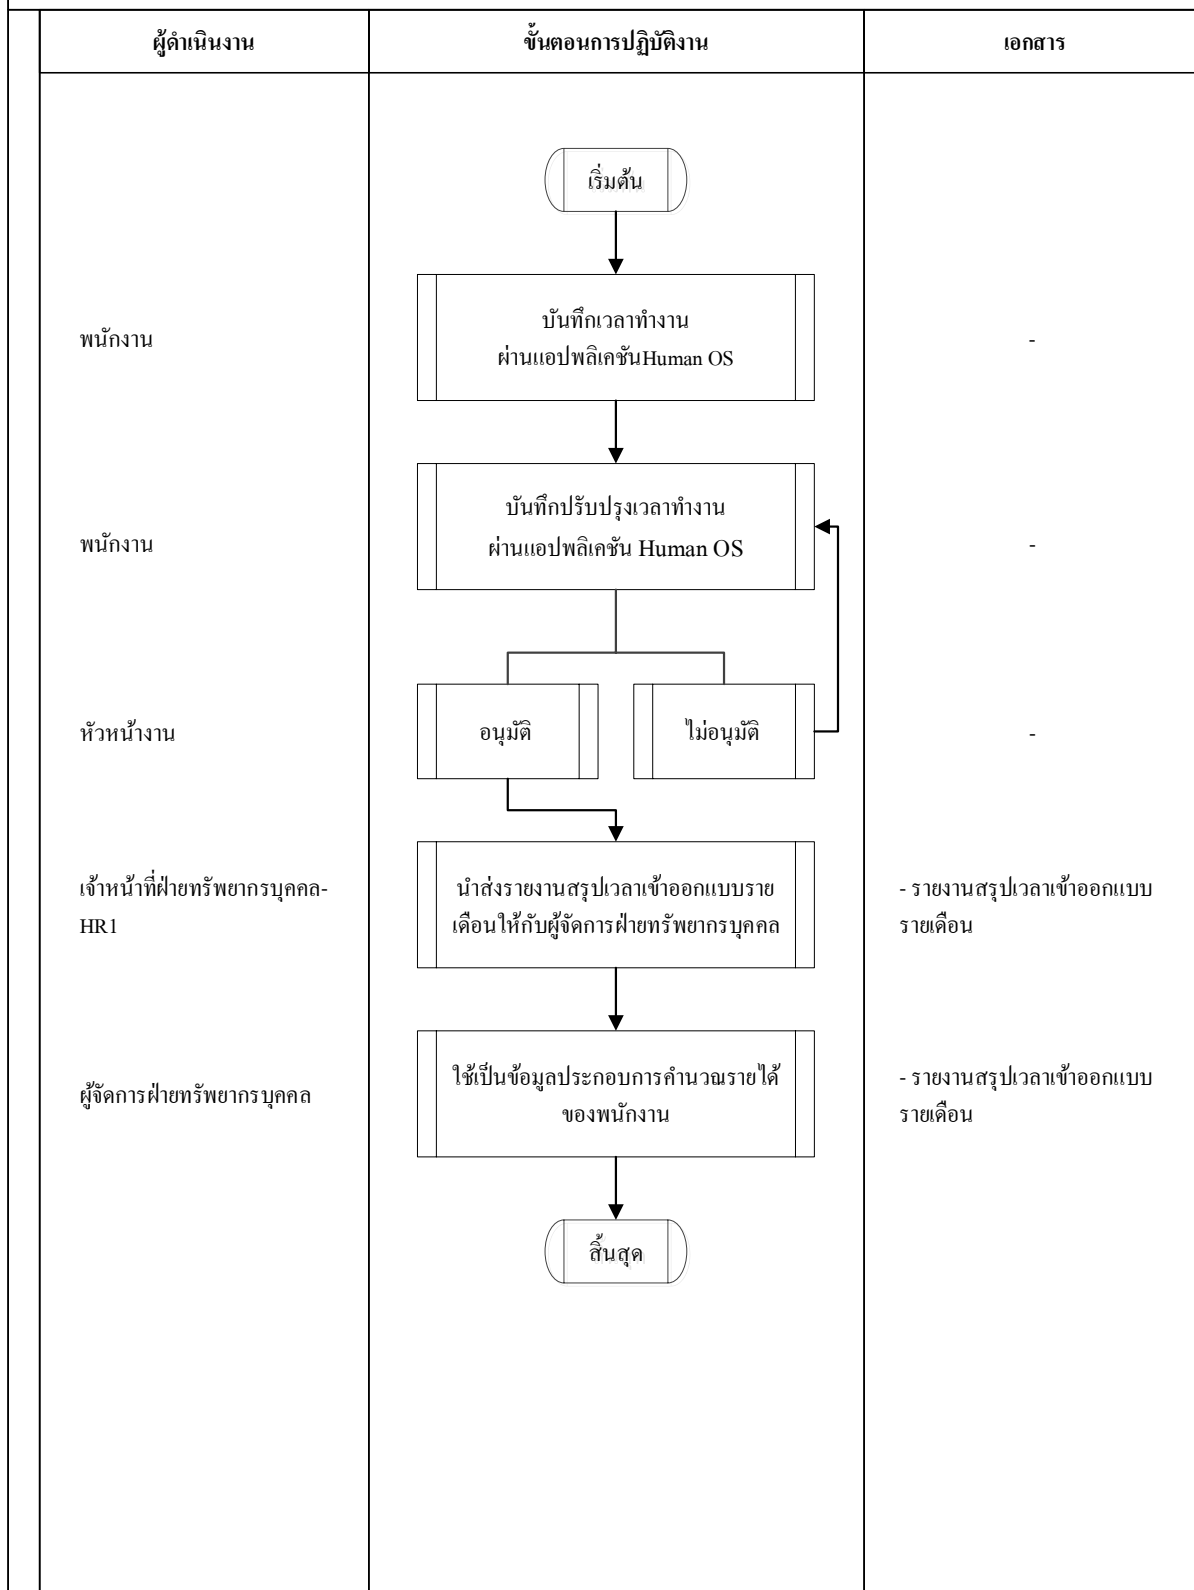 ผู้ดำเนินงาน
ขั้นตอนการปฏิบัติงาน
เอกสาร
เริ่มต้น
พนักงาน
บันทึกเวลาทำงาน
ผ่านแอปพลิเคชันHuman OS
-
พนักงาน
บันทึกปรับปรุงเวลาทำงาน
ผ่านแอปพลิเคชัน Human OS
-
หัวหน้างาน
อนุมัติ
ไม่อนุมัติ
-
เจ้าหน้าที่ฝ่ายทรัพยากรบุคคล-
HR1
นำส่งรายงานสรุปเวลาเข้าออกแบบราย
เดือนให้กับผู้จัดการฝ่ายทรัพยากรบุคคล
- รายงานสรุปเวลาเข้าออกแบบ
รายเดือน
ผู้จัดการฝ่ายทรัพยากรบุคคล
ใช้เป็นข้อมูลประกอบการคำนวณรายได้
ของพนักงาน
- รายงานสรุปเวลาเข้าออกแบบ
รายเดือน
สิ้นสุด